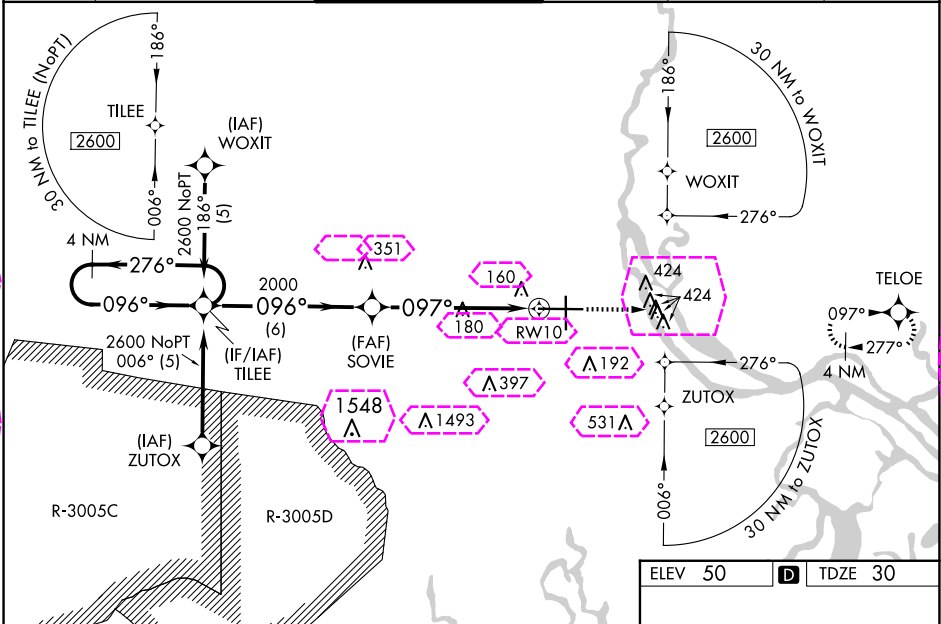 30 NM to TILEE (NoPT)
186°
TILEE
2600
006°
(IAF)
WOXIT
2600 NoPT
186°
(5)
4 NM
276°
096°
2000
096°
(6)
(IF/IAF)
TILEE
2600 NoPT
006° (5)
(IAF)
ZUTOX
R-3005C
R-3005D
351
(FAF)
SOVIE
097°
160
180
RW10
1548
1493
397
192
531
424
424
186°
30 NM to WOXIT
2600
WOXIT
276°
TELOE
097°
277°
4 NM
276°
ZUTOX
2600
006°
30 NM to ZUTOX
ELEV 50 D TDZE 30